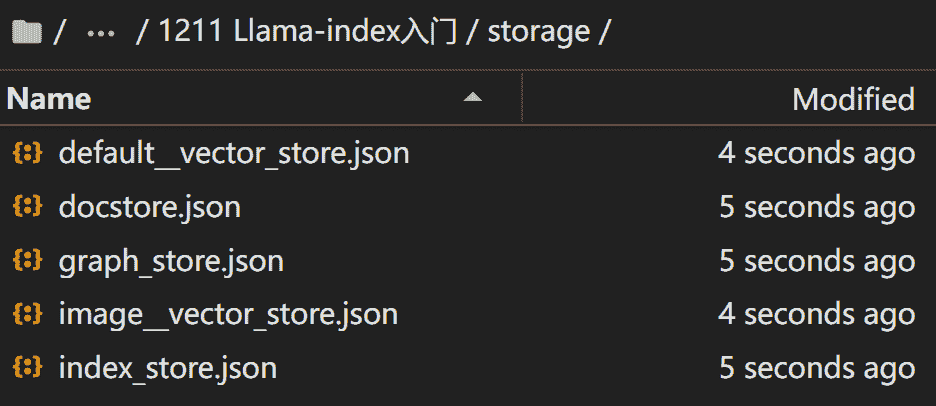 / ... / 1211 Llama-index入门 / storage /
Name Modified
default__vector_store.json 4 seconds ago
docstore.json 5 seconds ago
graph_store.json 5 seconds ago
image__vector_store.json 4 seconds ago
index_store.json 5 seconds ago